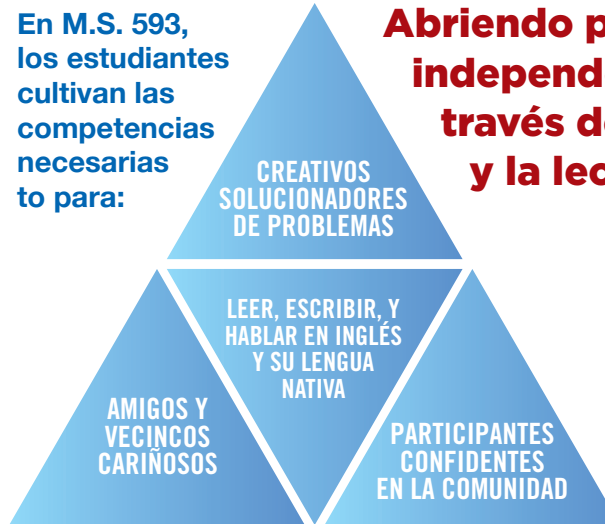 En M.S. 593,
los estudiantes
cultivan las
competencias
necesarias
to para:
Abriendo
través
y la
CREATIVOS
SOLUCIONADORES
DE PROBLEMAS
LEER, ESCRIBIR, Y
HABLAR EN INGLÉS
Y SU LENGUA
NATIVA
AMIGOS Y
VECINCOS
CARIÑOSOS
PARTICIPANTES
CONFIDENTES
EN LA COMUNIDAD